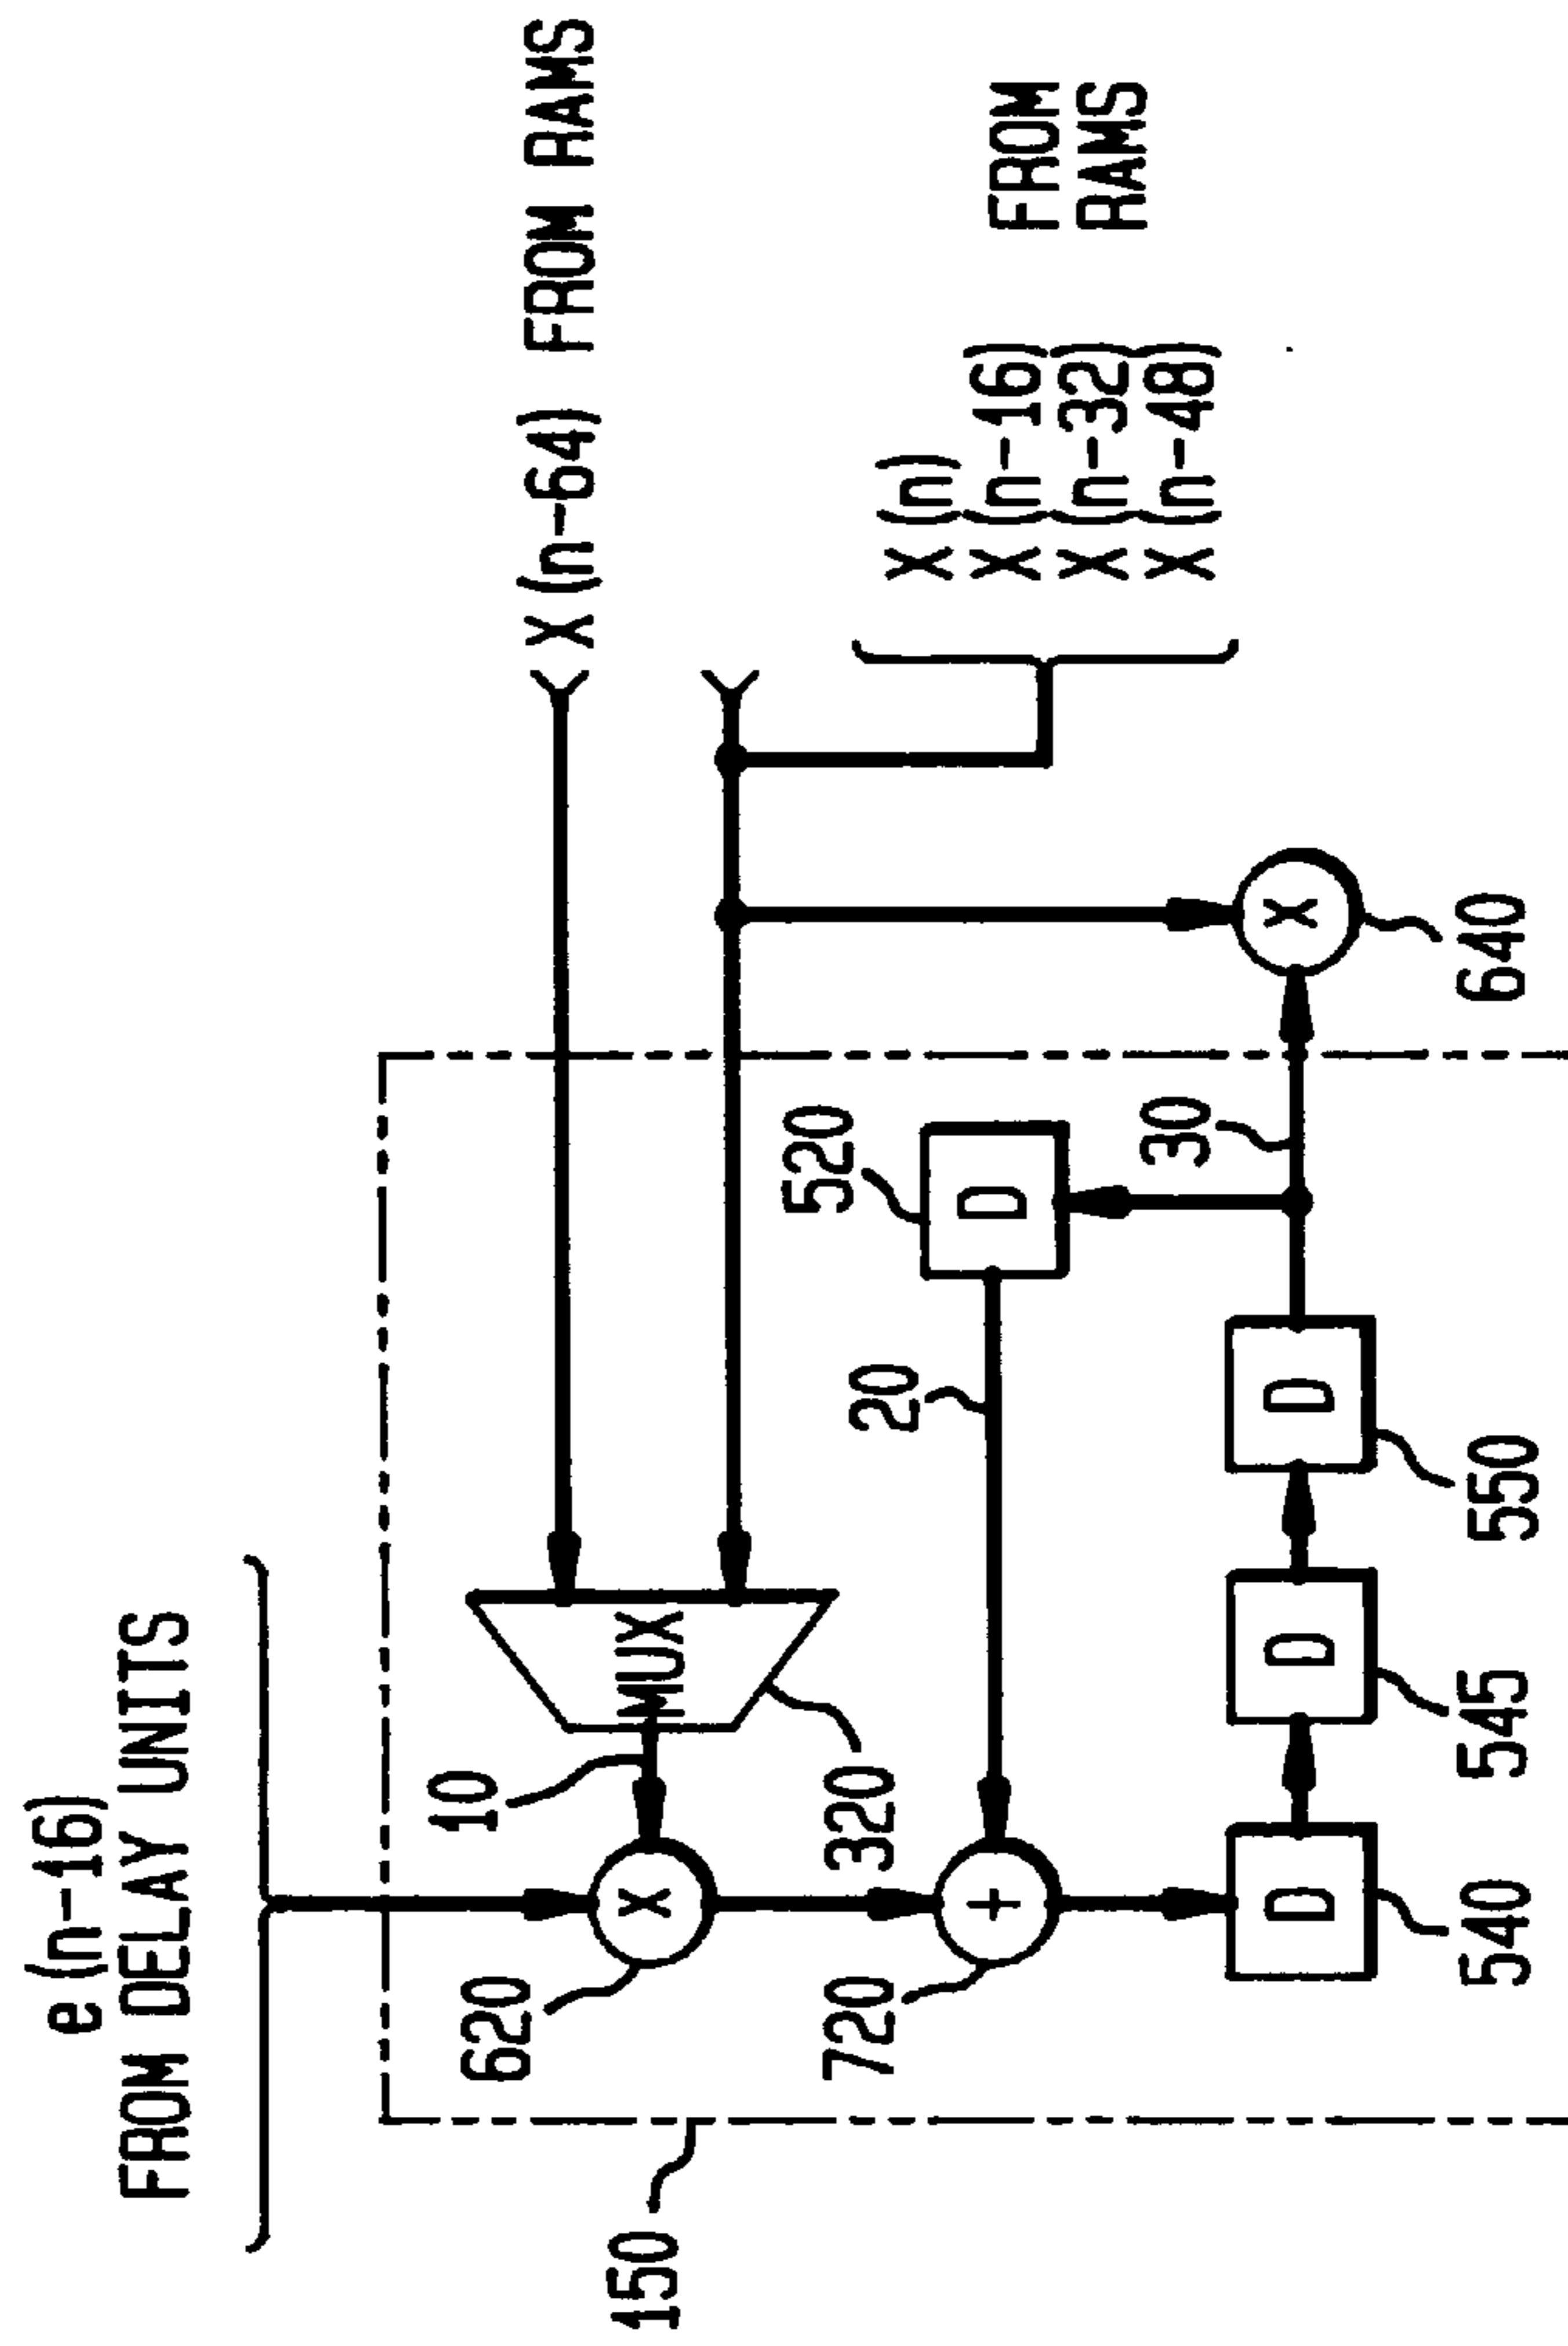 e(n-16)
FROM DELAY UNITS
X(n-64) FROM RAMS
X(n)
X(n-16)
X(n-32)
X(n-48)
FROM
RAMS
150
620
X
10
MUX
320
720
+
20
520
D
30
540
D
545
D
550
D
640
X